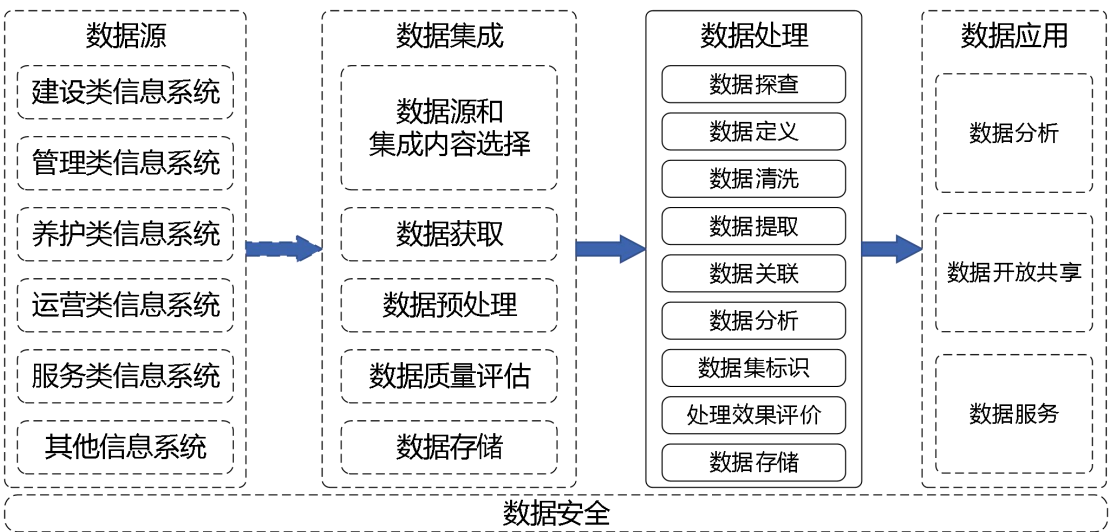 数据源
建设类信息系统
管理类信息系统
养护类信息系统
运营类信息系统
服务类信息系统
其他信息系统
数据集成
数据源和
集成内容选择
数据获取
数据预处理
数据质量评估
数据存储
数据处理
数据探查
数据定义
数据清洗
数据提取
数据关联
数据分析
数据集标识
处理效果评价
数据存储
数据应用
数据分析
数据开放共享
数据服务
数据安全